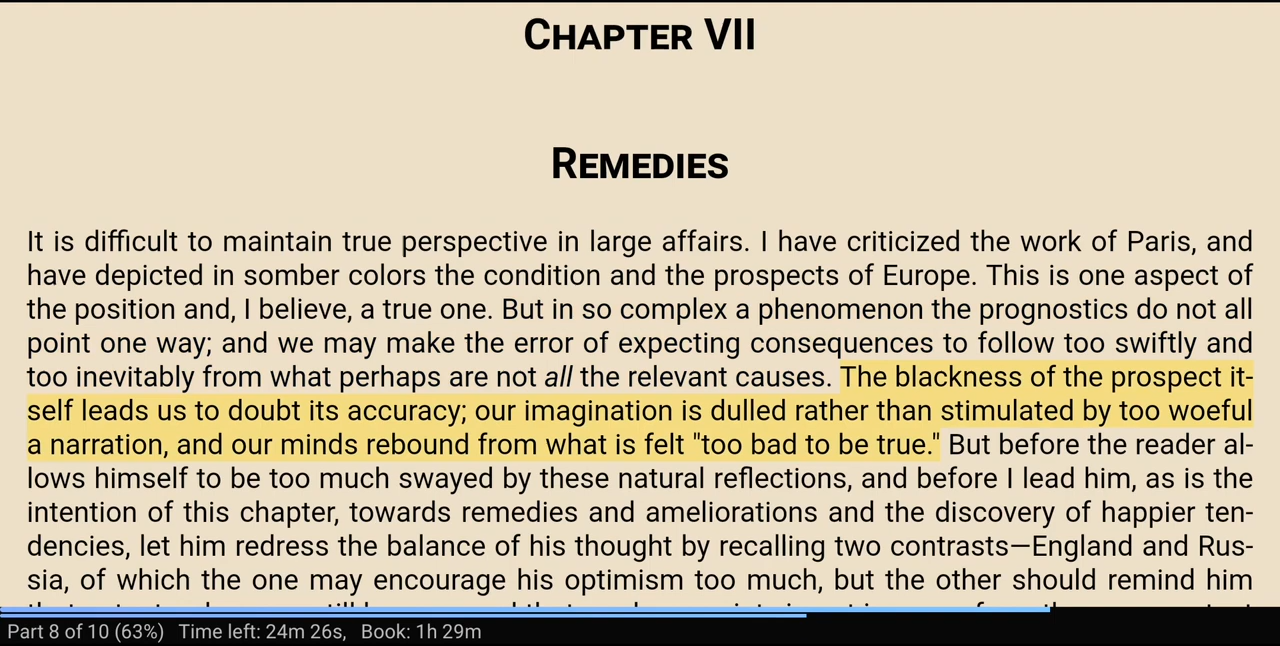 CHAPTER VII
REMEDIES
It is difficult to maintain true perspective in large affairs. I have criticized the work of Paris, and
have depicted in somber colors the condition and the prospects of Europe. This is one aspect of
the position and, I believe, a true one. But in so complex a phenomenon the prognostics do not all
point one way; and we may make the error of expecting consequences to follow too swiftly and
too inevitably from what perhaps are not all the relevant causes. The blackness of the prospect it-
self leads us to doubt its accuracy; our imagination is dulled rather than stimulated by too woeful
a narration, and our minds rebound from what is felt "too bad to be true." But before the reader al-
lows himself to be too much swayed by these natural reflections, and before I lead him, as is the
intention of this chapter, towards remedies and ameliorations and the discovery of happier ten-
dencies, let him redress the balance of his thought by recalling two contrasts—England and Rus-
sia, of which the one may encourage his optimism too much, but the other should remind him
Part 8 of 10 (63%) Time left: 24m 26s, Book: 1h 29m